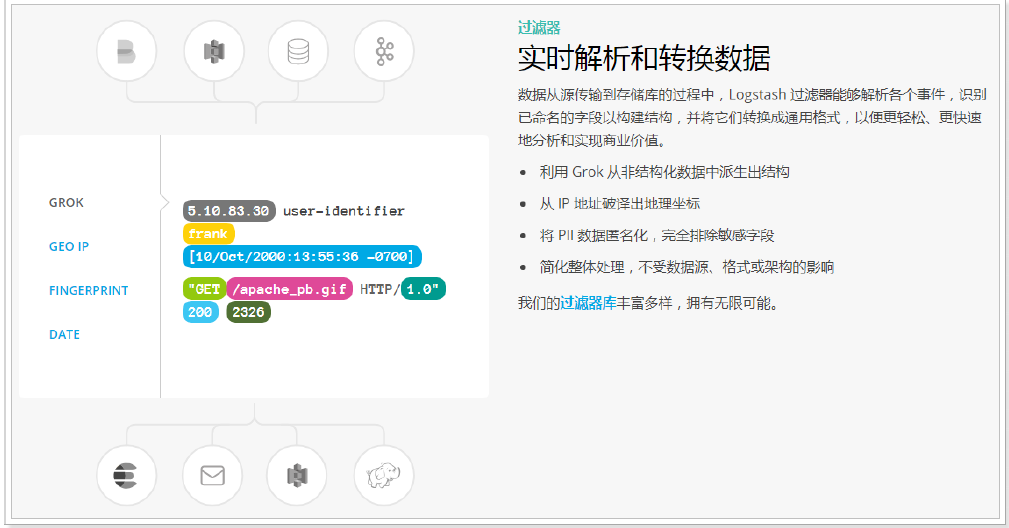 GROK
GEO IP
FINGERPRINT
DATE
5.10.83.30 user-identifier
frank
[10/Oct/2000:13:55:36 -0700]
"GET /apache_pb.gif HTTP/1.0"
200 2326
过滤器
实时解析和转换数据
数据从源传输到存储库的过程中，Logstash 过滤器能够解析各个事件，识别
已命名的字段以构建结构，并将它们转换成通用格式，以便更轻松、更快速
地分析和实现商业价值。
• 利用 Grok 从非结构化数据中派生出结构
• 从 IP 地址破译出地理坐标
• 将 PII 数据匿名化，完全排除敏感字段
• 简化整体处理，不受数据源、格式或架构的影响
我们的过滤器库丰富多样，拥有无限可能。